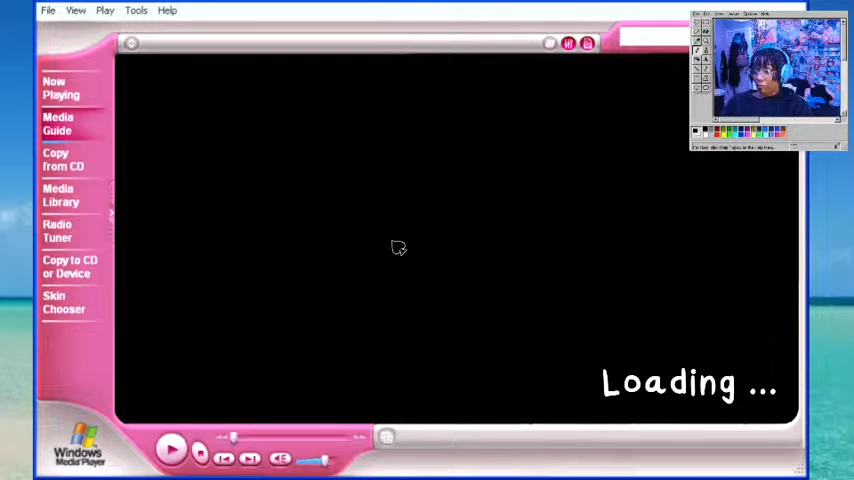 File View Play Tools Help
Now
Playing
Media
Guide
Copy
from CD
Media
Library
Radio
Tuner
Copy to CD
or Device
Skin
Chooser
Loading ...
Windows
Media Player